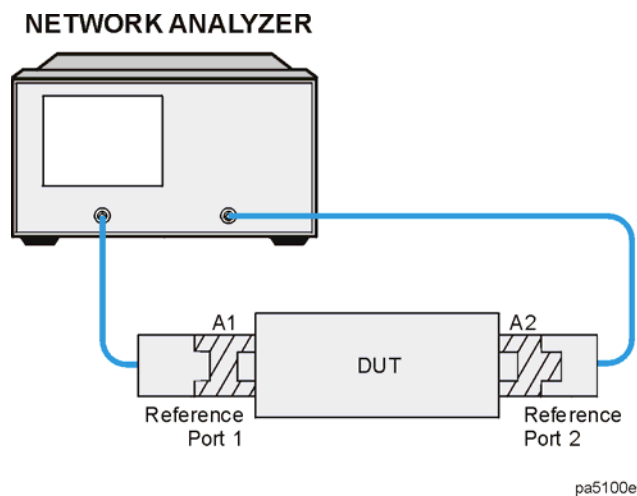 NETWORK ANALYZER
A1
A2
DUT
Reference
Port 1
Reference
Port 2
pa5100e